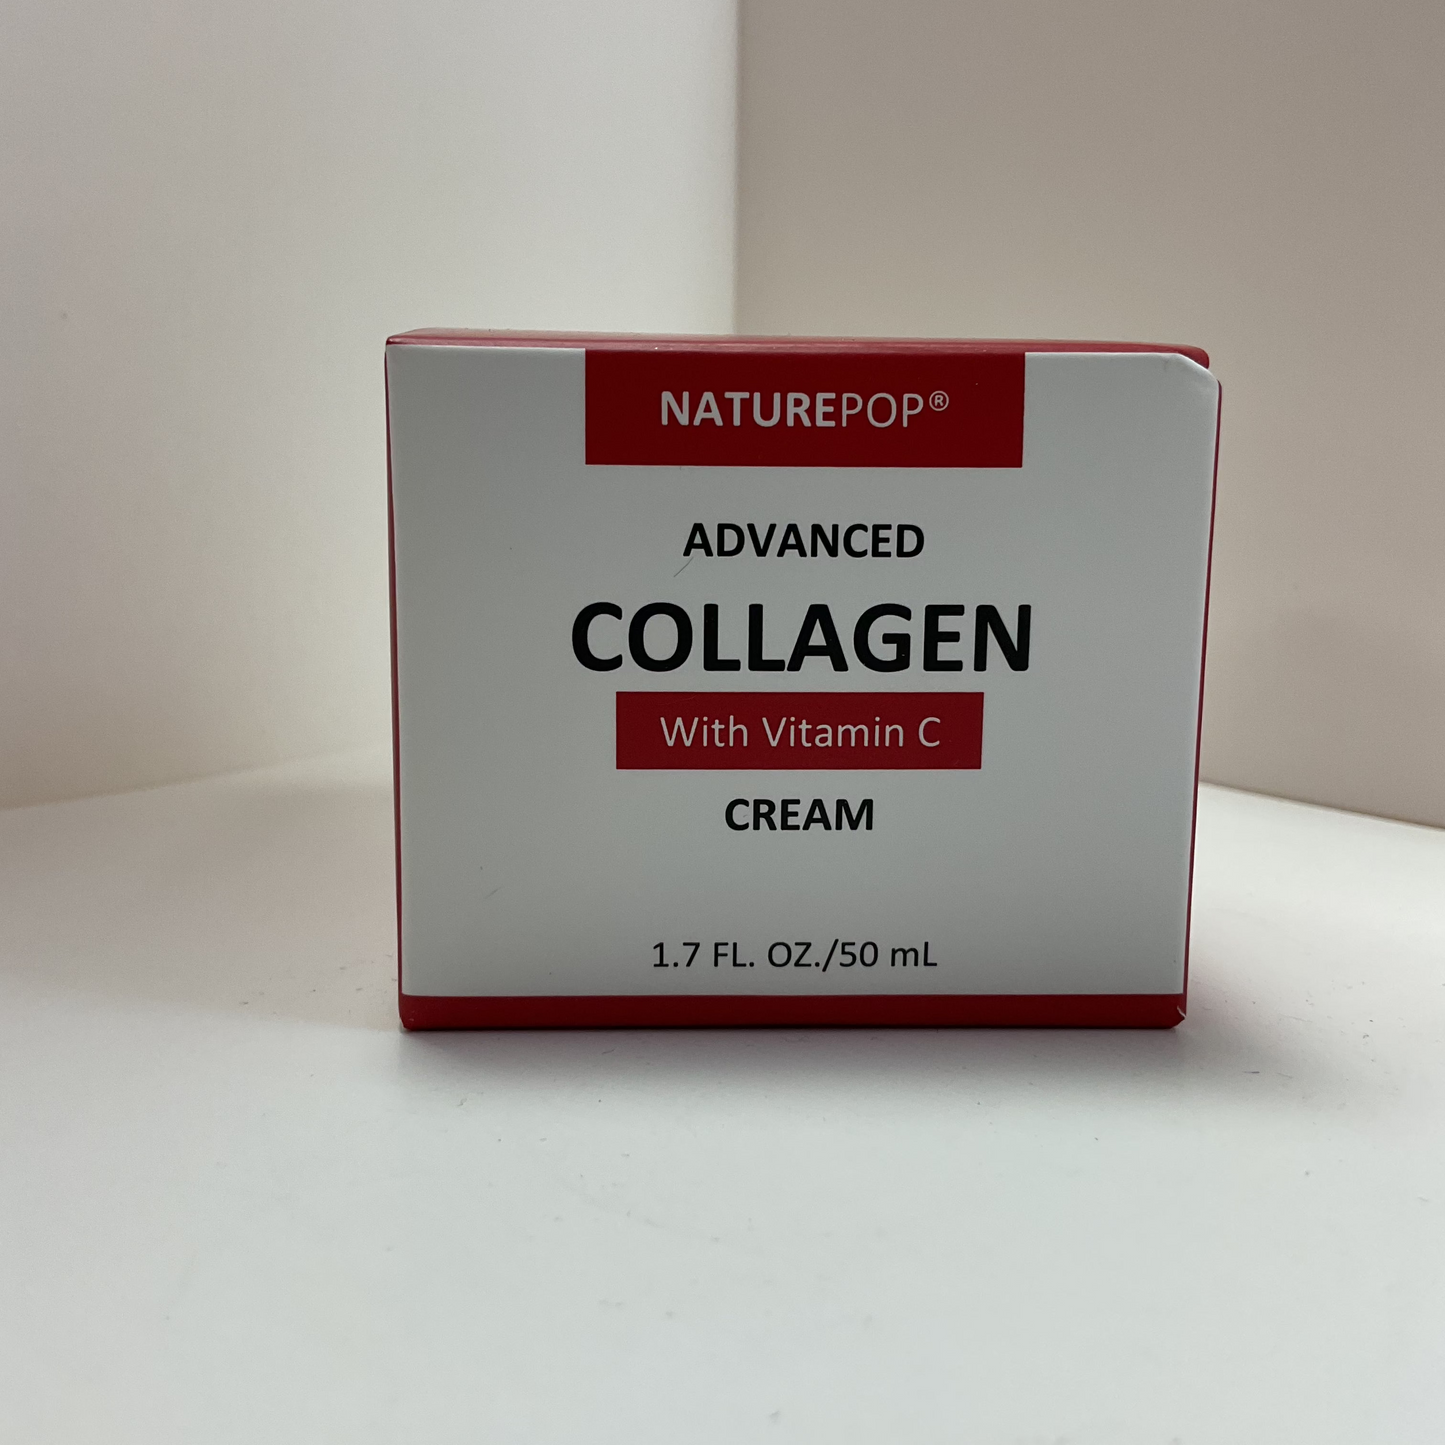 NATUREPOP®
ADVANCED
COLLAGEN
With Vitamin C
CREAM
1.7 FL. OZ./50 mL